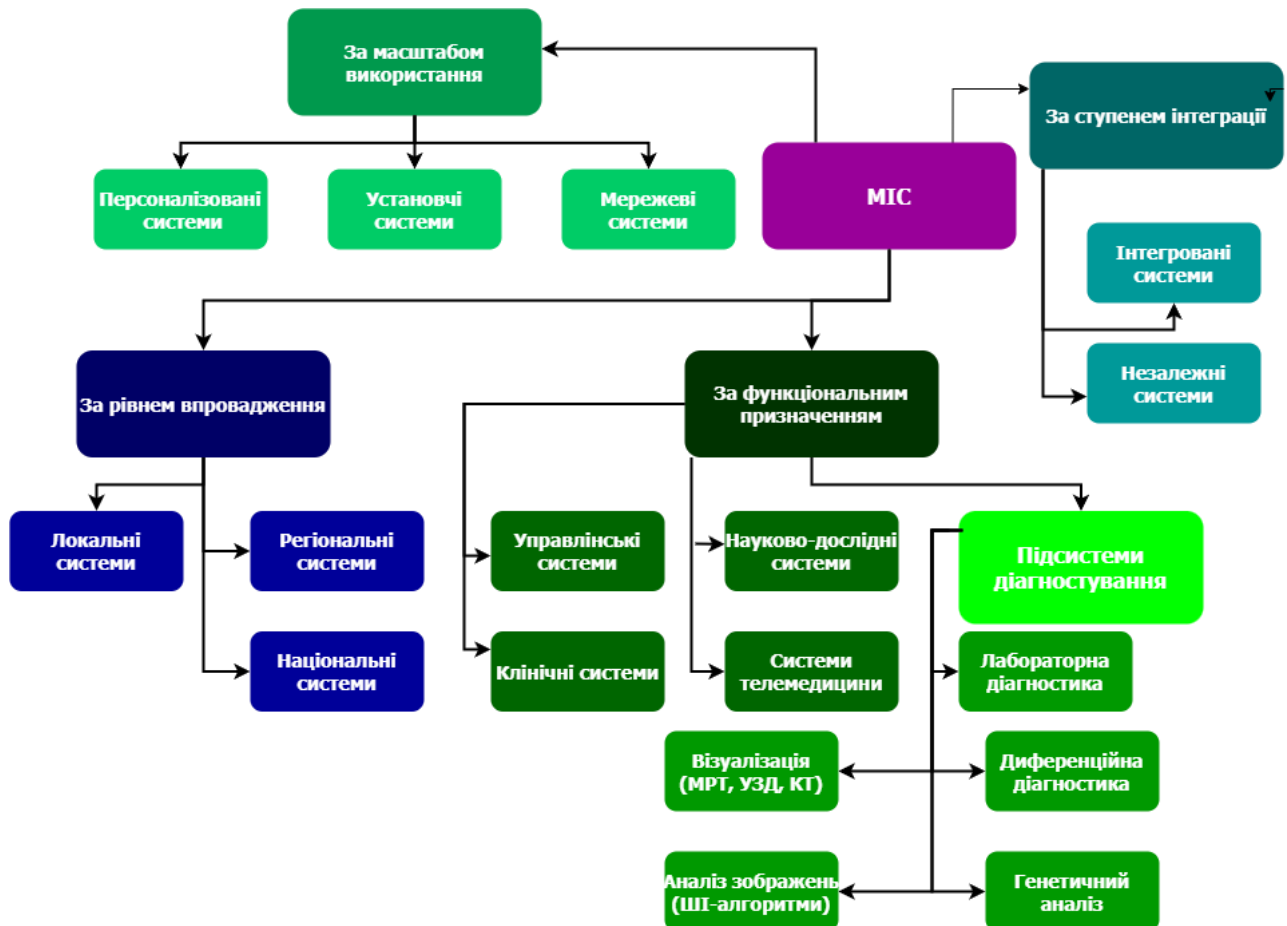 За масштабом
використання
За ступенем інтеграції
МІС
Персоналізовані
системи
Установчі
системи
Мережеві
системи
Інтегровані
системи
Незалежні
системи
За рівнем впровадження
За функціональним
призначенням
Локальні
системи
Регіональні
системи
Національні
системи
Управлінські
системи
Клінічні системи
Науково-дослідні
системи
Системи
телемедицини
Підсистеми
діагностування
Лабораторна
діагностика
Візуалізація
(МРТ, УЗД, КТ)
Диференційна
діагностика
Аналіз зображень
(ШІ-алгоритми)
Генетичний
аналіз